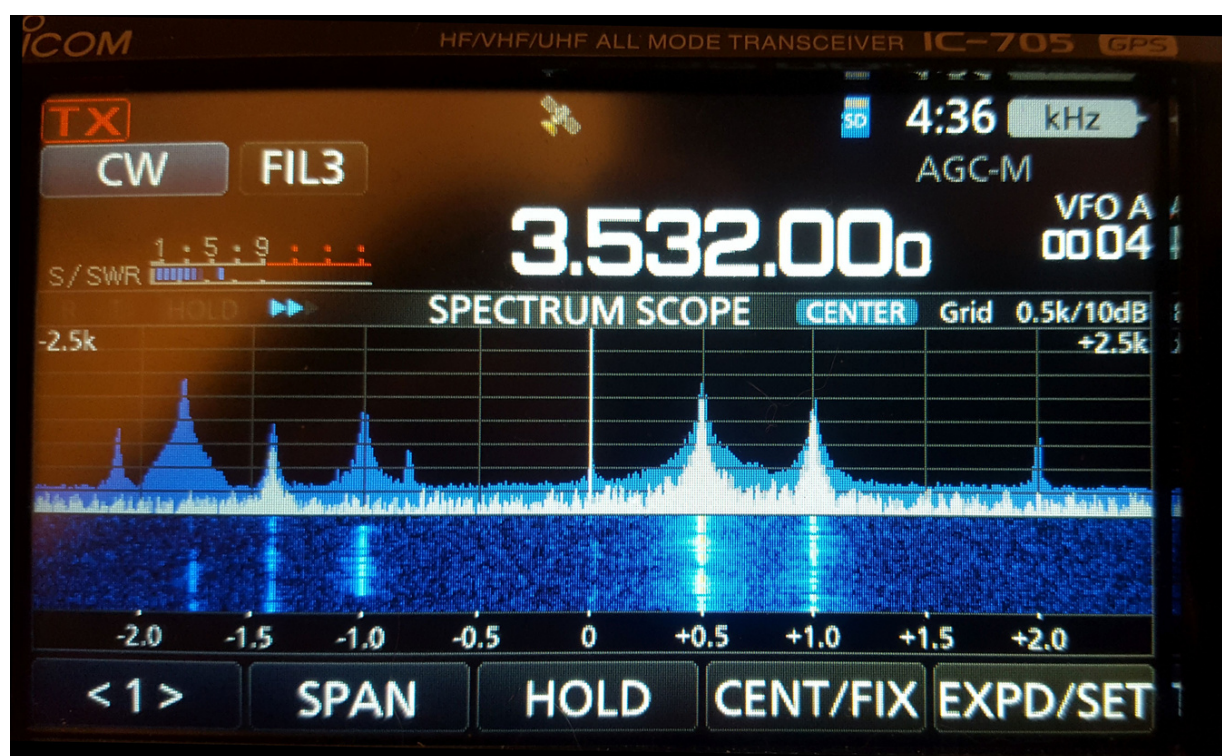 ICOM HF/VHF/UHF ALL MODE TRANSCEIVER IC-705 GPS
TX SD 4:36 kHz
CW FIL3 AGC-M
VFO A
3.532.000 0004
1 5 9
S/SWR
HOLD SPECTRUM SCOPE CENTER Grid 0.5k/10dB
-2.5k +2.5k
-2.0 -1.5 -1.0 -0.5 0 +0.5 +1.0 +1.5 +2.0
<1> SPAN HOLD CENT/FIX EXPD/SET